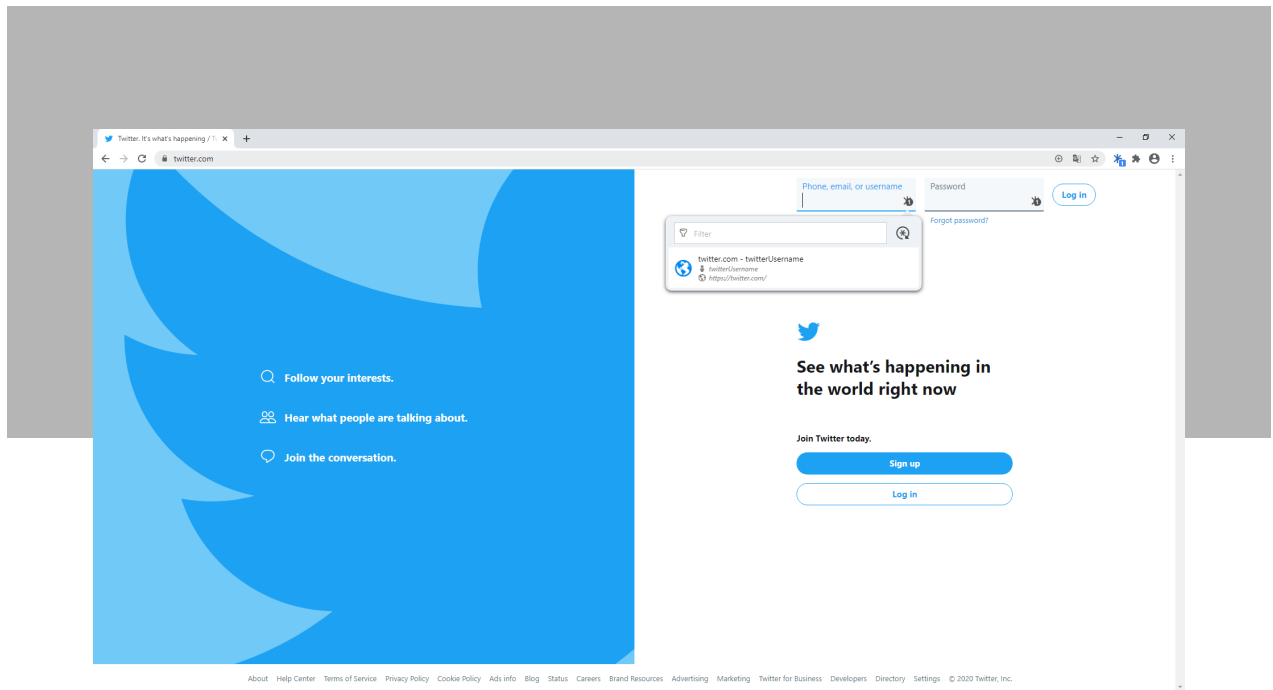 Twitter. It's what's happening / T
twitter.com
1
Phone, email, or username
1
Password
1
Log in
Forgot password?
Filter
twitter.com - twitterUsername
twitterUsername
https://twitter.com/
Follow your interests.
Hear what people are talking about.
Join the conversation.
See what's happening in
the world right now
Join Twitter today.
Sign up
Log in
About Help Center Terms of Service Privacy Policy Cookie Policy Ads info Blog Status Careers Brand Resources Advertising Marketing Twitter for Business Developers Directory Settings © 2020 Twitter, Inc.